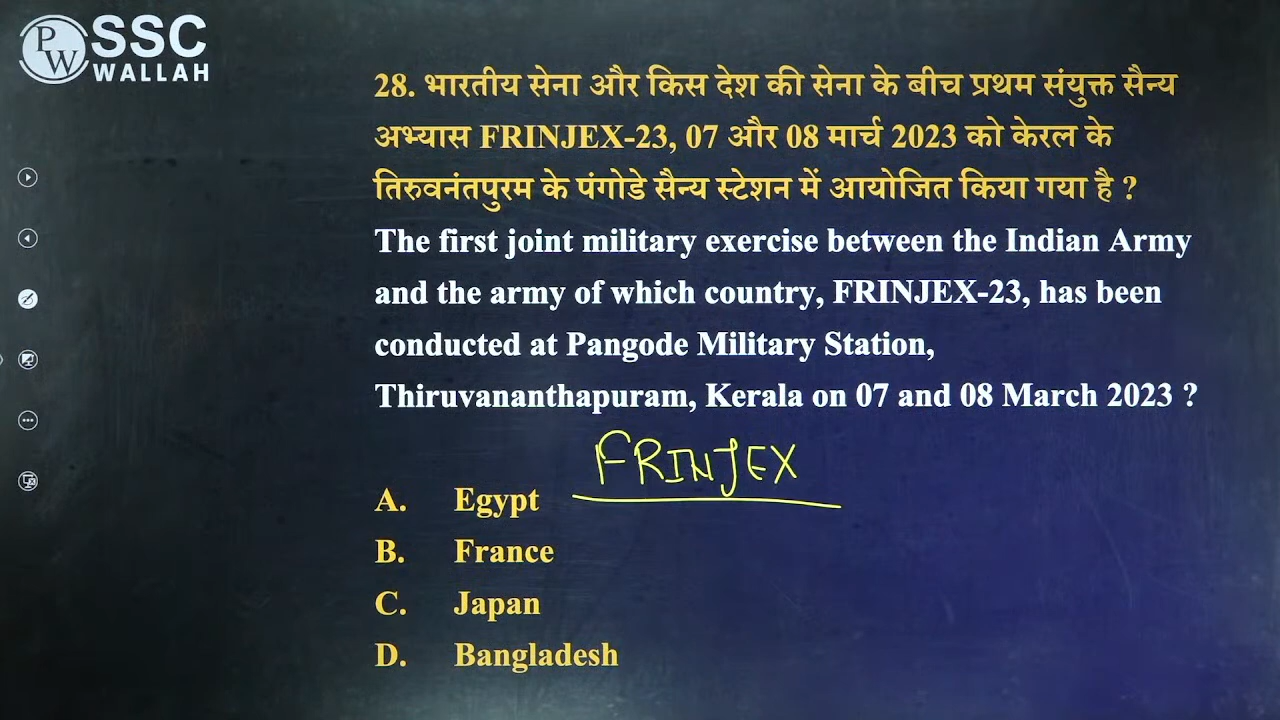 PW
SSC
WALLAH
28. भारतीय सेना और किस देश की सेना के बीच प्रथम संयुक्त सैन्य
अभ्यास FRINJEX-23, 07 और 08 मार्च 2023 को केरल के
तिरुवनंतपुरम के पंगोडे सैन्य स्टेशन में आयोजित किया गया है ?
The first joint military exercise between the Indian Army
and the army of which country, FRINJEX-23, has been
conducted at Pangode Military Station,
Thiruvananthapuram, Kerala on 07 and 08 March 2023 ?
FRINJEX
A. Egypt
B. France
C. Japan
D. Bangladesh